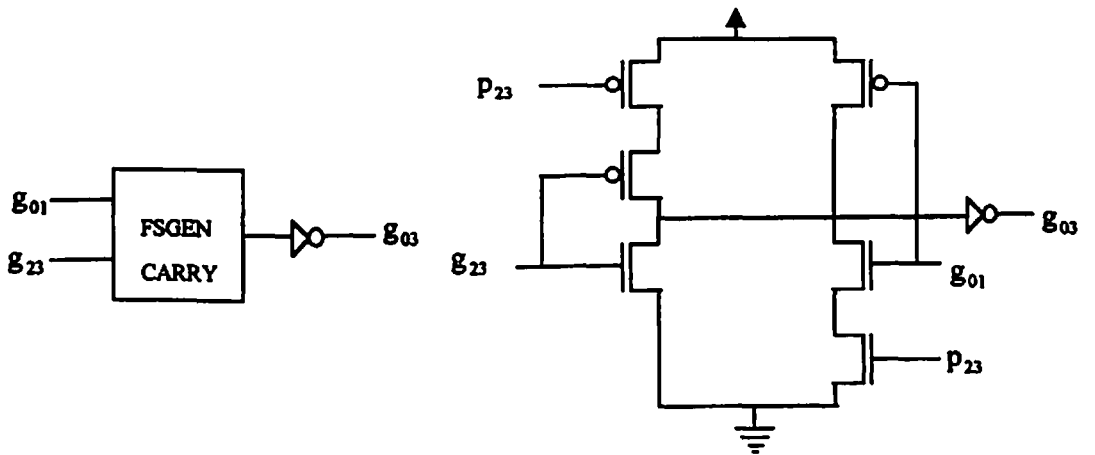 g₀₁
g₂₃
FSGEN
CARRY
g₀₃
p₂₃
g₂₃
g₀₃
g₀₁
p₂₃